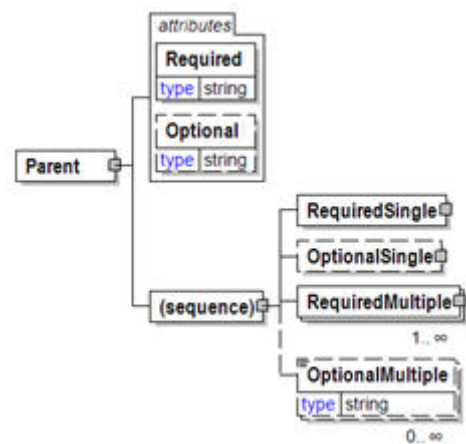 attributes
Required
type string
Optional
type string
Parent
RequiredSingle
OptionalSingle
(sequence)
RequiredMultiple
1.. ∞
OptionalMultiple
type string
0.. ∞